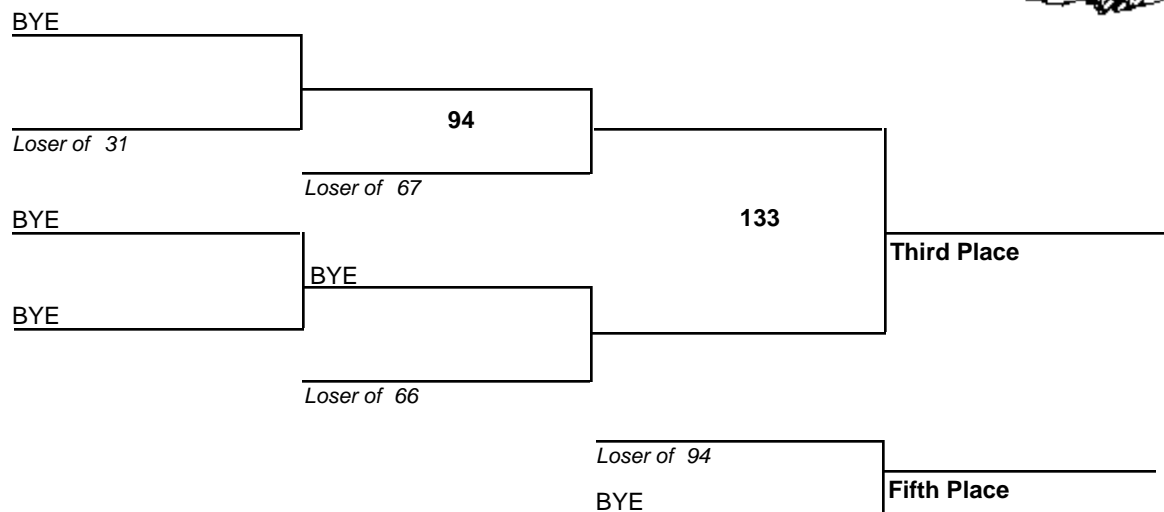 BYE
94
Loser of 31
Loser of 67
BYE
133
Third Place
BYE
BYE
Loser of 66
Loser of 94
Fifth Place
BYE